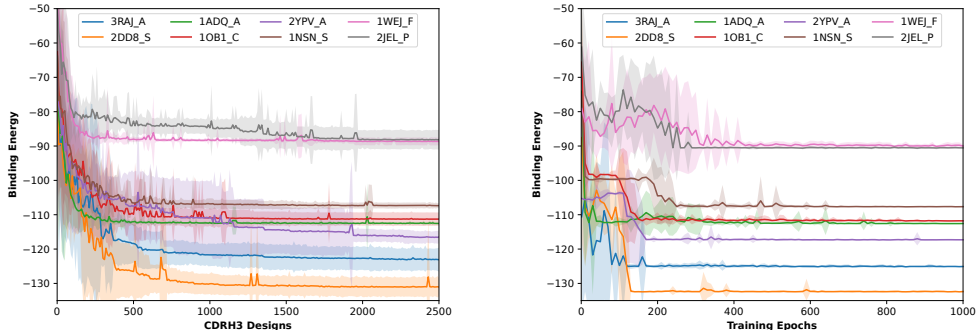 −50
−60
−70
−80
−90
−100
−110
−120
−130
Binding Energy
3RAJ_A 1ADQ_A 2YPV_A 1WEJ_F
2DD8_S 1OB1_C 1NSN_S 2JEL_P
0 500 1000 1500 2000 2500
CDRH3 Designs
−50
−60
−70
−80
−90
−100
−110
−120
−130
Binding Energy
3RAJ_A 1ADQ_A 2YPV_A 1WEJ_F
2DD8_S 1OB1_C 1NSN_S 2JEL_P
0 200 400 600 800 1000
Training Epochs